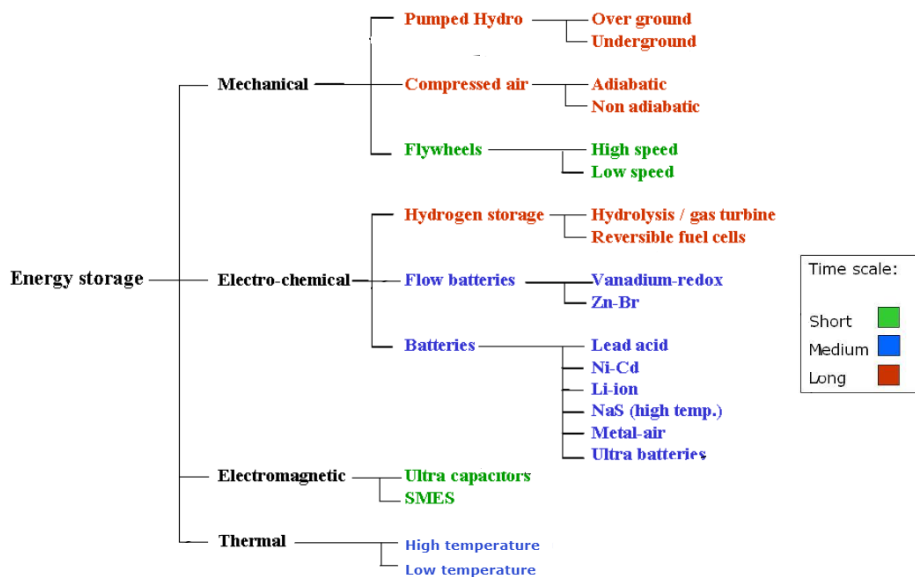 Pumped Hydro
Over ground
Underground
Mechanical
Compressed air
Adiabatic
Non adiabatic
Flywheels
High speed
Low speed
Hydrogen storage
Hydrolysis / gas turbine
Reversible fuel cells
Energy storage
Electro-chemical
Flow batteries
Vanadium-redox
Zn-Br
Batteries
Lead acid
Ni-Cd
Li-ion
NaS (high temp.)
Metal-air
Ultra batteries
Electromagnetic
Ultra capacitors
SMES
Thermal
High temperature
Low temperature
Time scale:
Short
Medium
Long